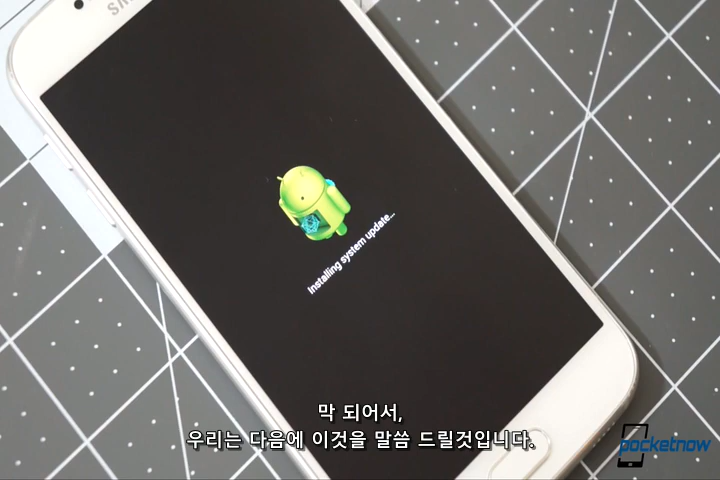 SAMSUNG
Installing system update...
막 되어서,
우리는 다음에 이것을 말씀 드릴것입니다.
pocketnow